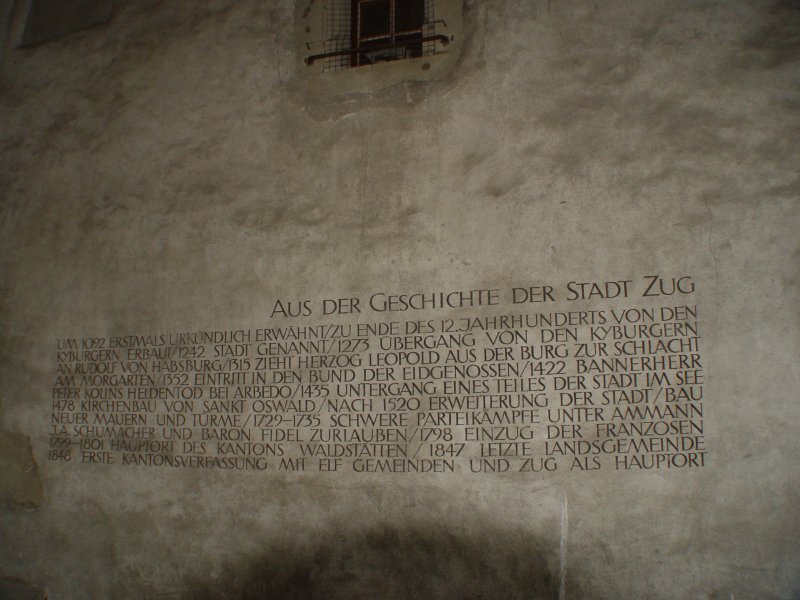 AUS DER GESCHICHTE DER STADT ZUG
UM 1092 ERSTMALS URKUNDLICH ERWÄHNT/ZU ENDE DES 12. JAHRHUNDERTS VON DEN
KYBURGERN ERBAUT/1242 STADT GENANNT/1273 ÜBERGANG VON DEN KYBURGERN
AN RUDOLF VON HABSBURG/1315 ZIEHT HERZOG LEOPOLD AUS DER BURG ZUR SCHLACHT
AM MORGARTEN/1352 EINTRITT IN DEN BUND DER EIDGENOSSEN/1422 BANNERHERR
PETER KOLINS HELDENTOD BEI ARBEDO/1435 UNTERGANG EINES TEILES DER STADT IM SEE
1478 KIRCHENBAU VON SANKT OSWALD/NACH 1520 ERWEITERUNG DER STADT/BAU
NEUER MAUERN UND TÜRME/1729–1735 SCHWERE PARTEIKÄMPFE UNTER AMMANN
J.A. SCHUMACHER UND BARON FIDEL ZURLAUBEN/1798 EINZUG DER FRANZOSEN
1799–1801 HAUPTORT DES KANTONS WALDSTÄTTEN/1847 LETZTE LANDSGEMEINDE
1848 ERSTE KANTONSVERFASSUNG MIT ELF GEMEINDEN UND ZUG ALS HAUPTORT